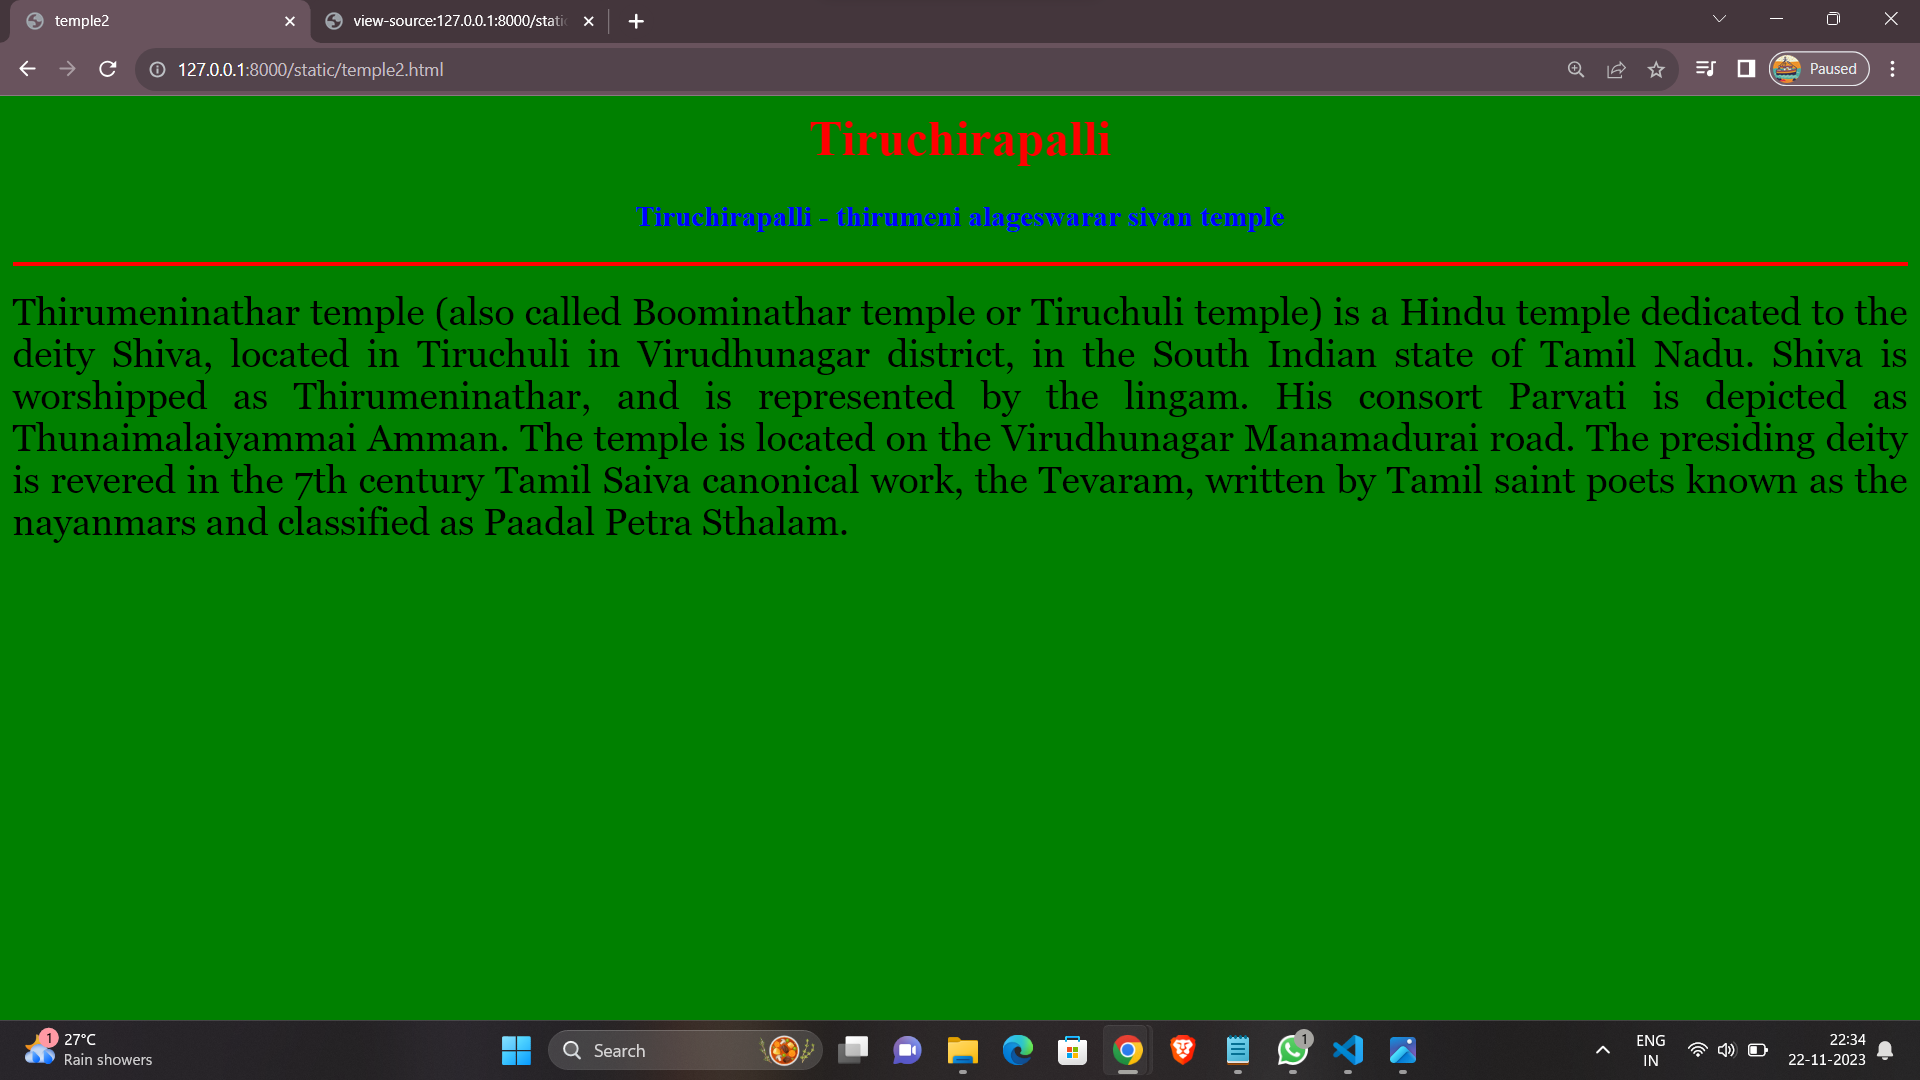 temple2
view-source:127.0.0.1:8000/stati
127.0.0.1:8000/static/temple2.html
Paused
Tiruchirapalli
Tiruchirapalli - thirumeni alageswarar sivan temple
Thirumeninathar temple (also called Boominathar temple or Tiruchuli temple) is a Hindu temple dedicated to the
deity Shiva, located in Tiruchuli in Virudhunagar district, in the South Indian state of Tamil Nadu. Shiva is
worshipped as Thirumeninathar, and is represented by the lingam. His consort Parvati is depicted as
Thunaimalaiyammai Amman. The temple is located on the Virudhunagar Manamadurai road. The presiding deity
is revered in the 7th century Tamil Saiva canonical work, the Tevaram, written by Tamil saint poets known as the
nayanmars and classified as Paadal Petra Sthalam.
1
27°C
Rain showers
Search
1
ENG
IN
22:34
22-11-2023